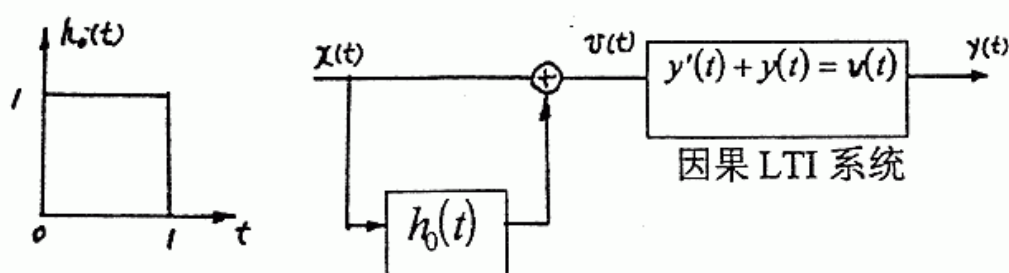 h₀(t)
1
0
1
t
x(t)
v(t)
y'(t) + y(t) = v(t)
y(t)
因果 LTI 系统
h₀(t)